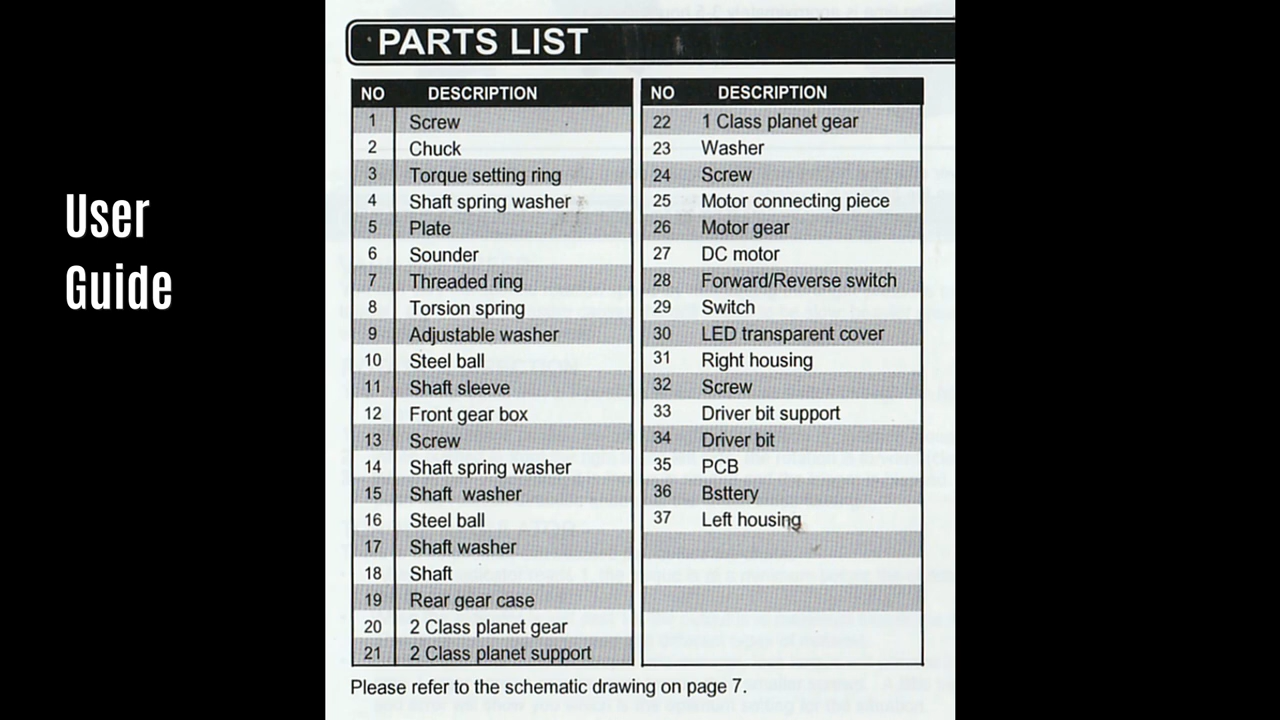 User
Guide
PARTS LIST
NO DESCRIPTION
1 Screw
2 Chuck
3 Torque setting ring
4 Shaft spring washer
5 Plate
6 Sounder
7 Threaded ring
8 Torsion spring
9 Adjustable washer
10 Steel ball
11 Shaft sleeve
12 Front gear box
13 Screw
14 Shaft spring washer
15 Shaft washer
16 Steel ball
17 Shaft washer
18 Shaft
19 Rear gear case
20 2 Class planet gear
21 2 Class planet support
NO DESCRIPTION
22 1 Class planet gear
23 Washer
24 Screw
25 Motor connecting piece
26 Motor gear
27 DC motor
28 Forward/Reverse switch
29 Switch
30 LED transparent cover
31 Right housing
32 Screw
33 Driver bit support
34 Driver bit
35 PCB
36 Bsttery
37 Left housing
Please refer to the schematic drawing on page 7.